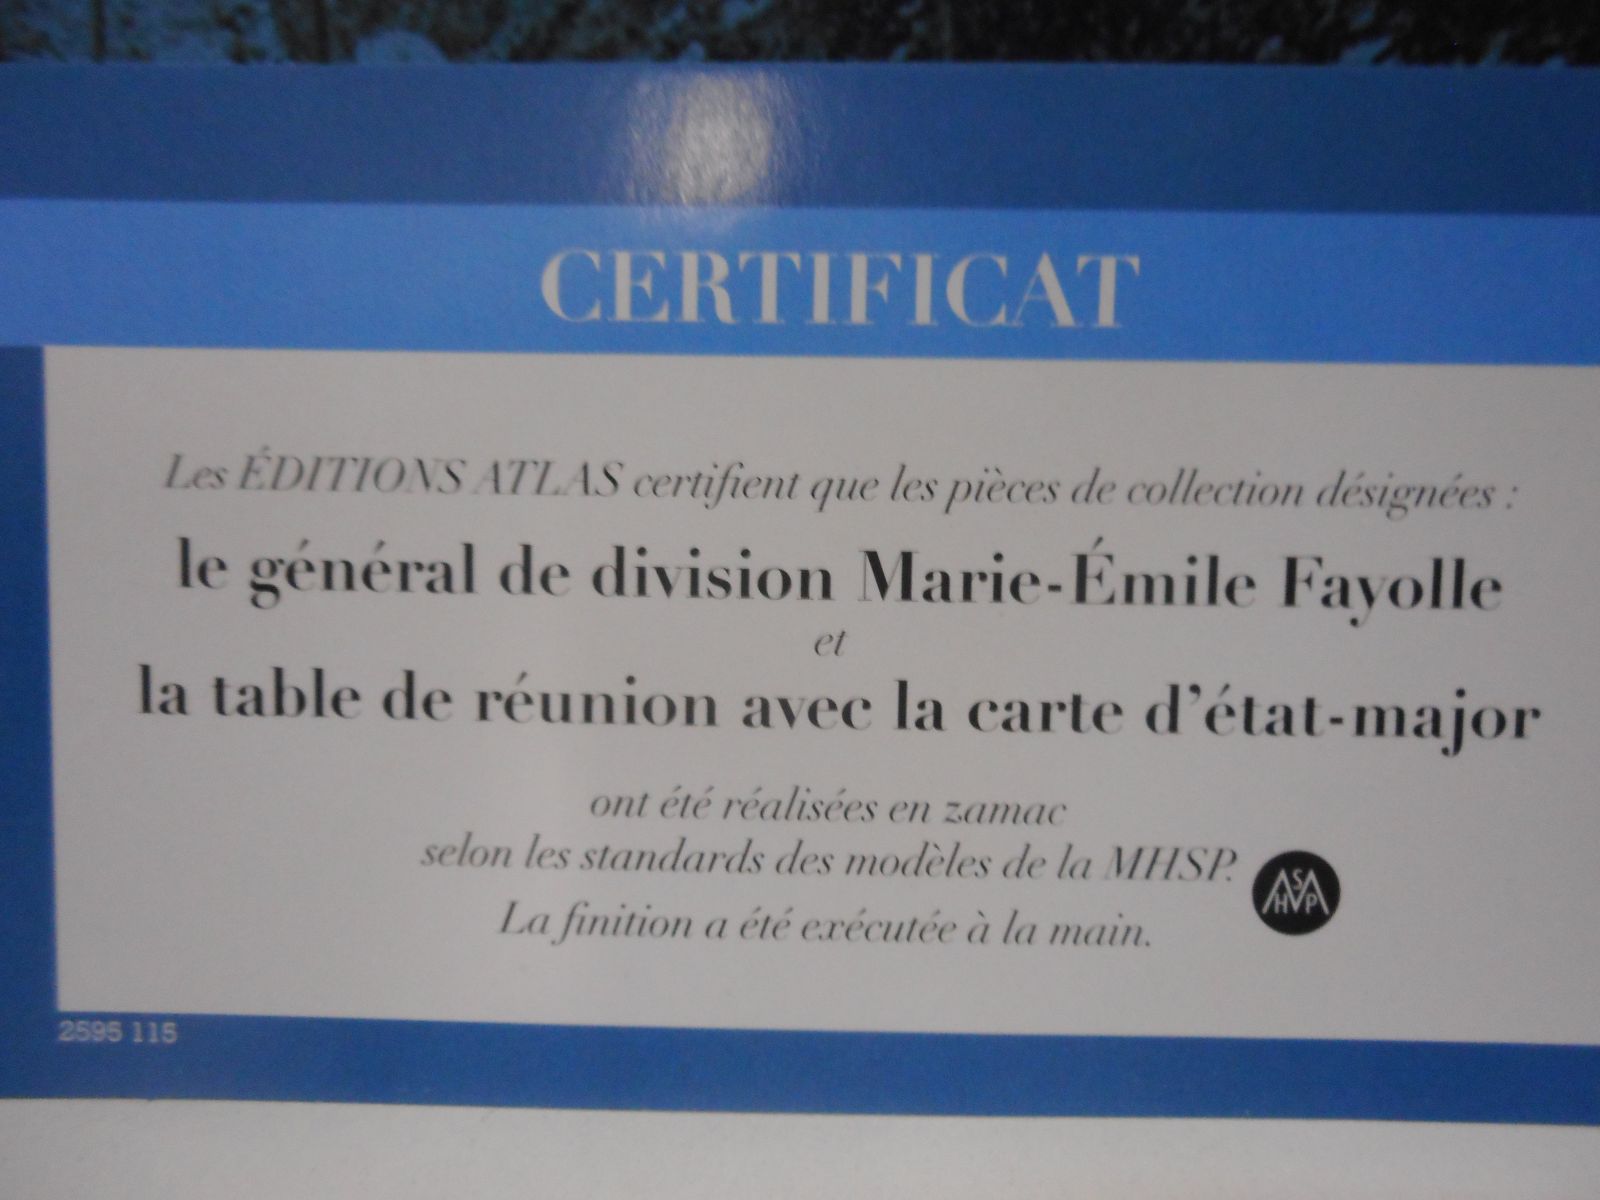 CERTIFICAT
Les ÉDITIONS ATLAS certifient que les pièces de collection désignées :
le général de division Marie-Émile Fayolle
et
la table de réunion avec la carte d'état-major
ont été réalisées en zamac
selon les standards des modèles de la MHSP.
La finition a été exécutée à la main.
MHSP
2595 115